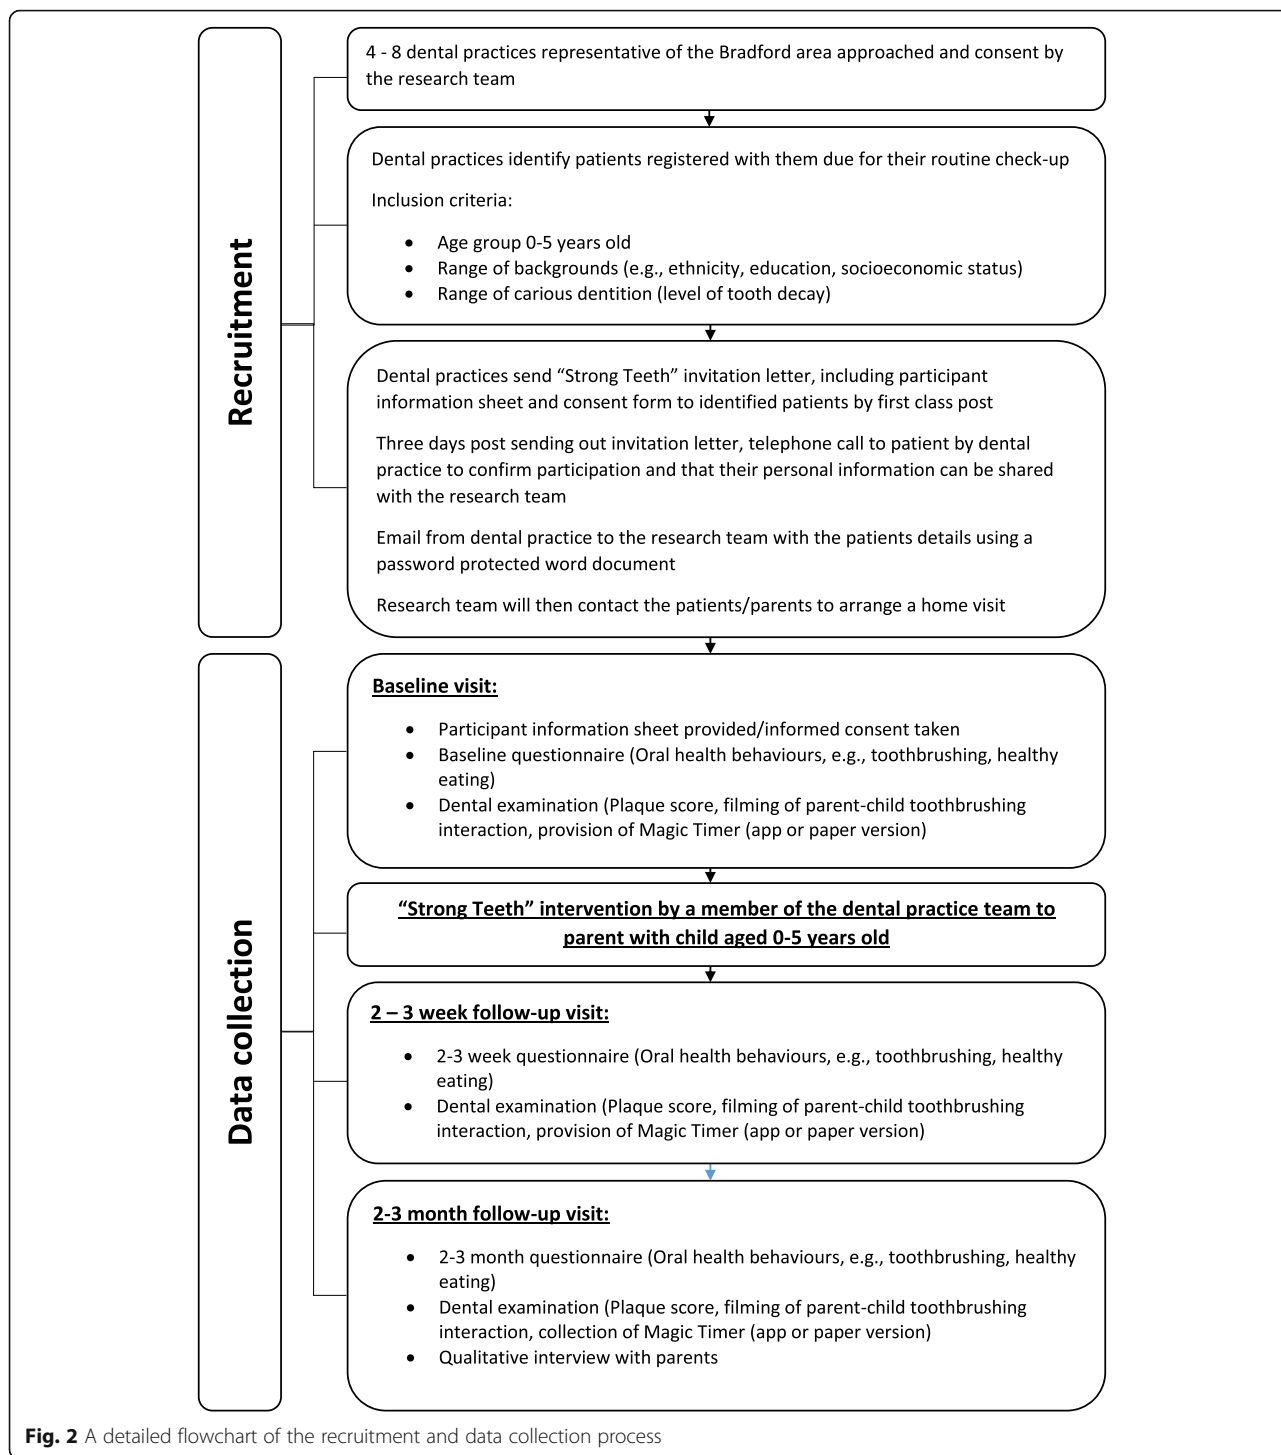 Recruitment
4 - 8 dental practices representative of the Bradford area approached and consent by
the research team
Dental practices identify patients registered with them due for their routine check-up
Inclusion criteria:
• Age group 0-5 years old
• Range of backgrounds (e.g., ethnicity, education, socioeconomic status)
• Range of carious dentition (level of tooth decay)
Dental practices send “Strong Teeth” invitation letter, including participant
information sheet and consent form to identified patients by first class post
Three days post sending out invitation letter, telephone call to patient by dental
practice to confirm participation and that their personal information can be shared
with the research team
Email from dental practice to the research team with the patients details using a
password protected word document
Research team will then contact the patients/parents to arrange a home visit
Data collection
Baseline visit:
• Participant information sheet provided/informed consent taken
• Baseline questionnaire (Oral health behaviours, e.g., toothbrushing, healthy
eating)
• Dental examination (Plaque score, filming of parent-child toothbrushing
interaction, provision of Magic Timer (app or paper version)
“Strong Teeth” intervention by a member of the dental practice team to
parent with child aged 0-5 years old
2 – 3 week follow-up visit:
• 2-3 week questionnaire (Oral health behaviours, e.g., toothbrushing, healthy
eating)
• Dental examination (Plaque score, filming of parent-child toothbrushing
interaction, provision of Magic Timer (app or paper version)
2-3 month follow-up visit:
• 2-3 month questionnaire (Oral health behaviours, e.g., toothbrushing, healthy
eating)
• Dental examination (Plaque score, filming of parent-child toothbrushing
interaction, collection of Magic Timer (app or paper version)
• Qualitative interview with parents
Fig. 2 A detailed flowchart of the recruitment and data collection process